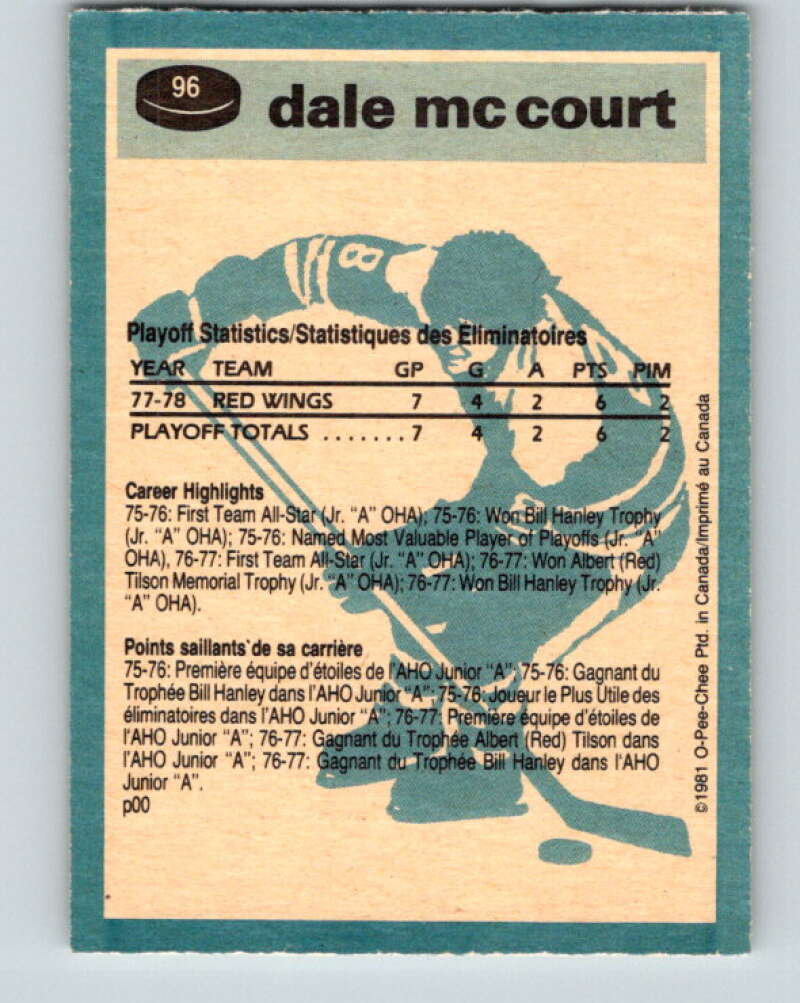 96
dale mc court
8
Playoff Statistics/Statistiques des Eliminatoires
YEAR TEAM GP G A PTS PIM
77-78 RED WINGS 7 4 2 6 2
PLAYOFF TOTALS .......7 4 2 6 2
Career Highlights
75-76: First Team All-Star (Jr. "A" OHA); 75-76: Won Bill Hanley Trophy
(Jr. "A" OHA); 75-76: Named Most Valuable Player of Playoffs (Jr. "A"
OHA), 76-77: First Team All-Star (Jr. "A" OHA); 76-77: Won Albert (Red)
Tilson Memorial Trophy (Jr. "A" OHA); 76-77: Won Bill Hanley Trophy (Jr.
"A" OHA).
Points saillants de sa carrière
75-76: Première équipe d'étoiles de l'AHO Junior "A"; 75-76: Gagnant du
Trophée Bill Hanley dans l'AHO Junior "A"; 75-76: Joueur le Plus Utile des
éliminatoires dans l'AHO Junior "A"; 76-77: Première équipe d'étoiles de
l'AHO Junior "A"; 76-77: Gagnant du Trophée Albert (Red) Tilson dans
l'AHO Junior "A"; 76-77: Gagnant du Trophée Bill Hanley dans l'AHO
Junior "A".
p00
©1981 O-Pee-Chee Ptd. in Canada/Imprimé au Canada